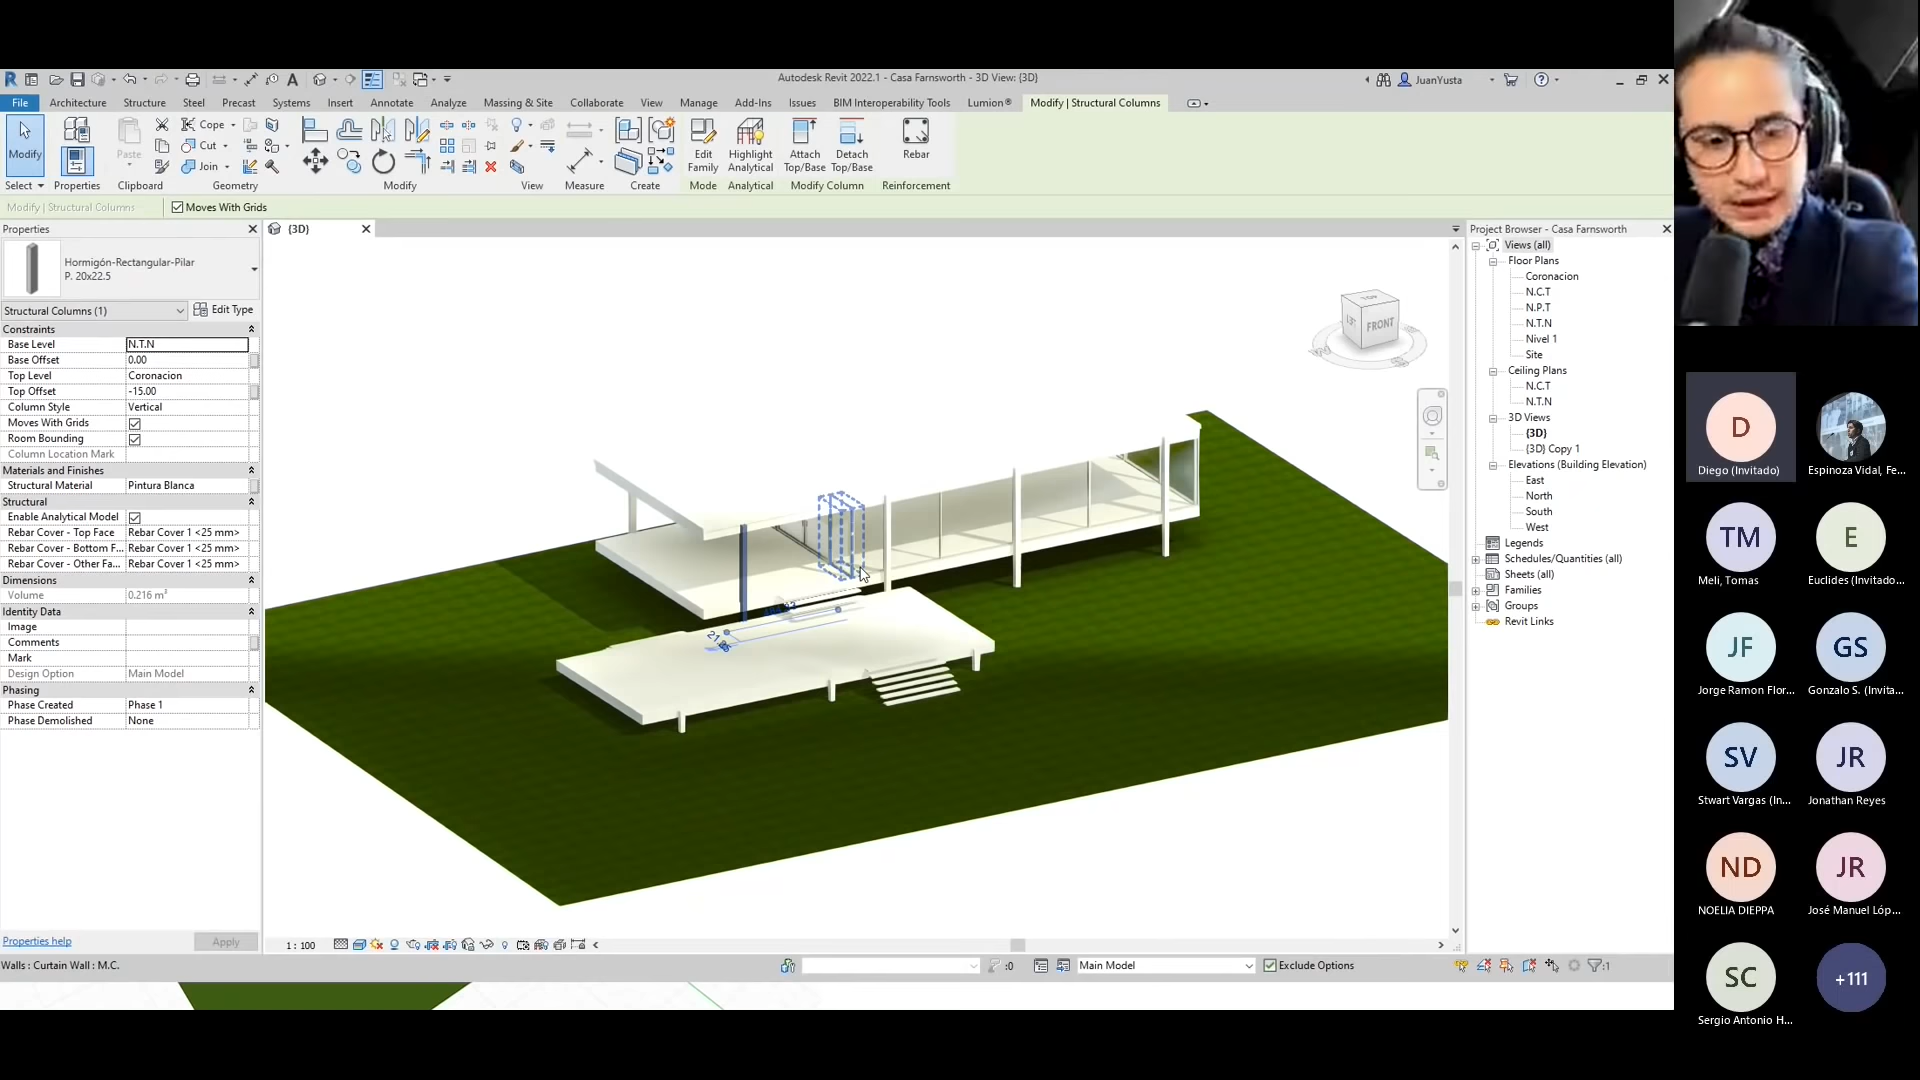 Autodesk Revit 2022.1 - Casa Farnsworth - 3D View: {3D}
JuanYusta
File Architecture Structure Steel Precast Systems Insert Annotate Analyze Massing & Site Collaborate View Manage Add-Ins Issues BIM Interoperability Tools Lumion® Modify | Structural Columns
Modify
Paste
Cope
Cut
Join
Edit Family
Highlight Analytical
Attach Top/Base
Detach Top/Base
Rebar
Select Properties Clipboard Geometry Modify View Measure Create Mode Analytical Modify Column Reinforcement
Modify | Structural Columns Moves With Grids
Properties
{3D}
Hormigón-Rectangular-Pilar
P. 20x22.5
Structural Columns (1) Edit Type
Constraints
Base Level N.T.N
Base Offset 0.00
Top Level Coronacion
Top Offset -15.00
Column Style Vertical
Moves With Grids
Room Bounding
Column Location Mark
Materials and Finishes
Structural Material Pintura Blanca
Structural
Enable Analytical Model
Rebar Cover - Top Face Rebar Cover 1 <25 mm>
Rebar Cover - Bottom F... Rebar Cover 1 <25 mm>
Rebar Cover - Other Fa... Rebar Cover 1 <25 mm>
Dimensions
Volume 0.216 m³
Identity Data
Image
Comments
Mark
Design Option Main Model
Phasing
Phase Created Phase 1
Phase Demolished None
Properties help Apply
TOP
FRONT
Project Browser - Casa Farnsworth
Views (all)
Floor Plans
Coronacion
N.C.T
N.P.T
N.T.N
Nivel 1
Site
Ceiling Plans
N.C.T
N.T.N
3D Views
{3D}
{3D} Copy 1
Elevations (Building Elevation)
East
North
South
West
Legends
Schedules/Quantities (all)
Sheets (all)
Families
Groups
Revit Links
1 : 100
Walls : Curtain Wall : M.C.
:0
Main Model
Exclude Options
:1
D
Diego (Invitado)
Espinoza Vidal, Fe...
TM
Meli, Tomas
E
Euclides (Invitado...
JF
Jorge Ramon Flor...
GS
Gonzalo S. (Invita...
SV
Stwart Vargas (In...
JR
Jonathan Reyes
ND
NOELIA DIEPPA
JR
José Manuel Lóp...
SC
Sergio Antonio H...
+111